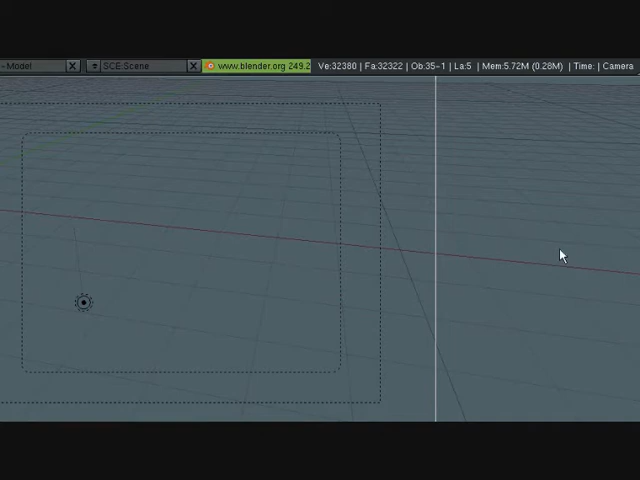 -Model SCE:Scene www.blender.org 249.2 Ve:32380 | Fa:32322 | Ob:35-1 | La:5 | Mem:5.72M (0.28M) | Time: | Camera